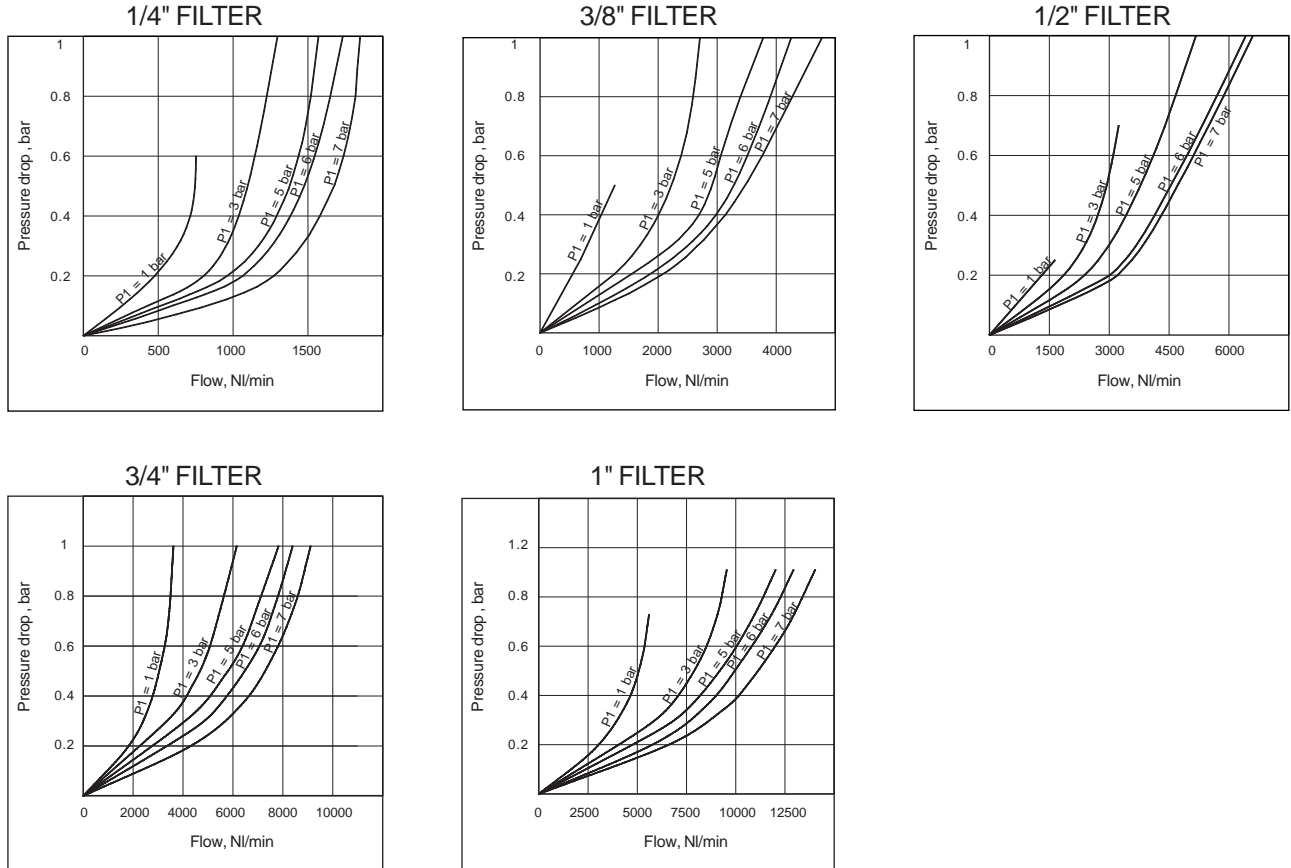 1/4" FILTER
1
0.8
0.6
0.4
0.2
Pressure drop , bar
P1 = 1 bar
P1 = 3 bar
P1 = 5 bar
P1 = 6 bar
P1 = 7 bar
0 500 1000 1500
Flow, Nl/min
3/8" FILTER
1
0.8
0.6
0.4
0.2
Pressure drop , bar
P1 = 1 bar
P1 = 3 bar
P1 = 5 bar
P1 = 6 bar
P1 = 7 bar
0 1000 2000 3000 4000
Flow, Nl/min
1/2" FILTER
1
0.8
0.6
0.4
0.2
Pressure drop , bar
P1 = 1 bar
P1 = 3 bar
P1 = 5 bar
P1 = 6 bar
P1 = 7 bar
0 1500 3000 4500 6000
Flow, Nl/min
3/4" FILTER
1
0.8
0.6
0.4
0.2
Pressure drop , bar
P1 = 1 bar
P1 = 3 bar
P1 = 5 bar
P1 = 6 bar
P1 = 7 bar
0 2000 4000 6000 8000 10000
Flow, Nl/min
1" FILTER
1.2
0.8
0.6
0.4
0.2
Pressure drop , bar
P1 = 1 bar
P1 = 3 bar
P1 = 5 bar
P1 = 6 bar
P1 = 7 bar
0 2500 5000 7500 10000 12500
Flow, Nl/min